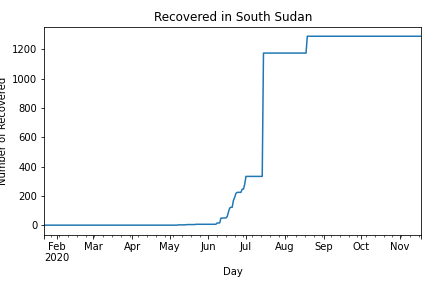 Recovered in South Sudan
Number of Recovered
1200
1000
800
600
400
200
0
Feb Mar Apr May Jun Jul Aug Sep Oct Nov
2020
Day